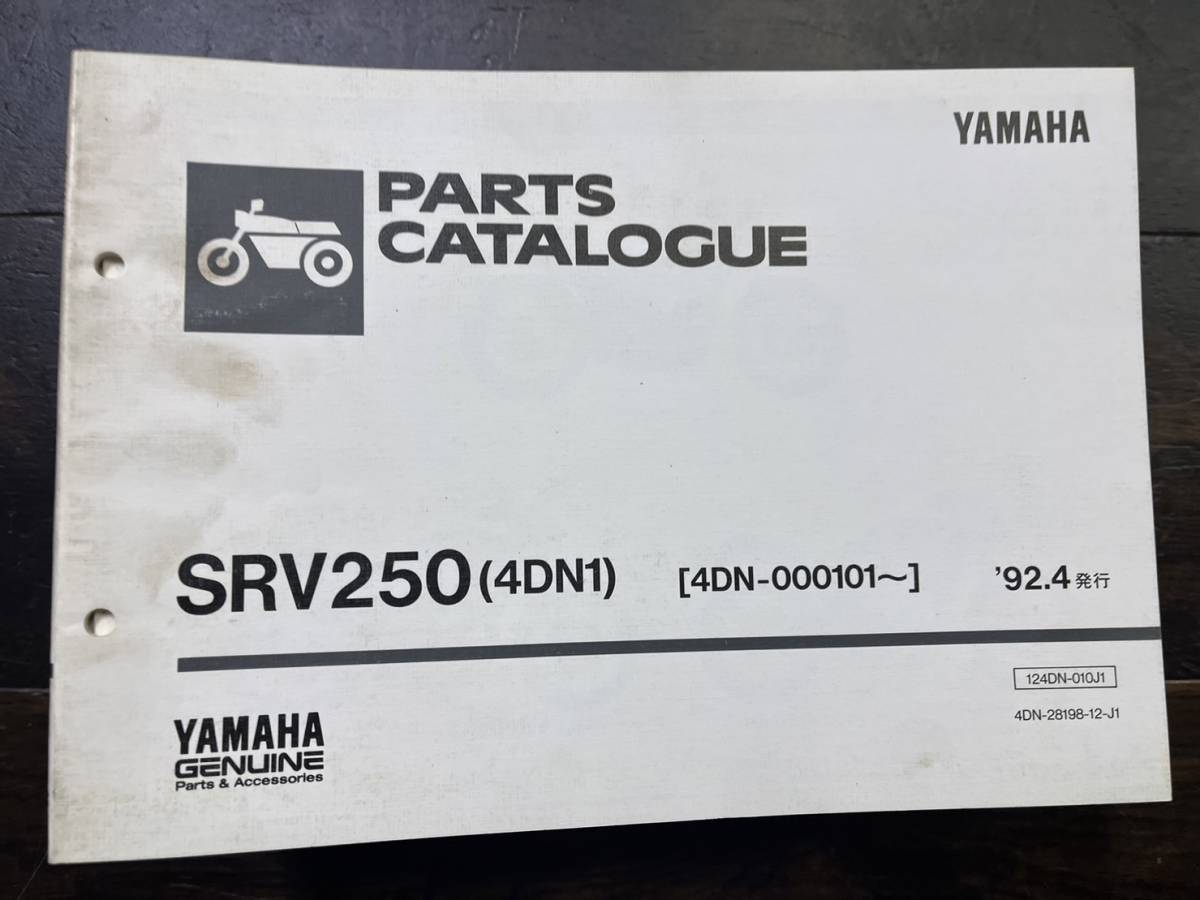 YAMAHA
PARTS
CATALOGUE
SRV250 (4DN1) [4DN-000101～] '92.4 発行
124DN-010J1
4DN-28198-12-J1
YAMAHA
GENUINE
Parts & Accessories